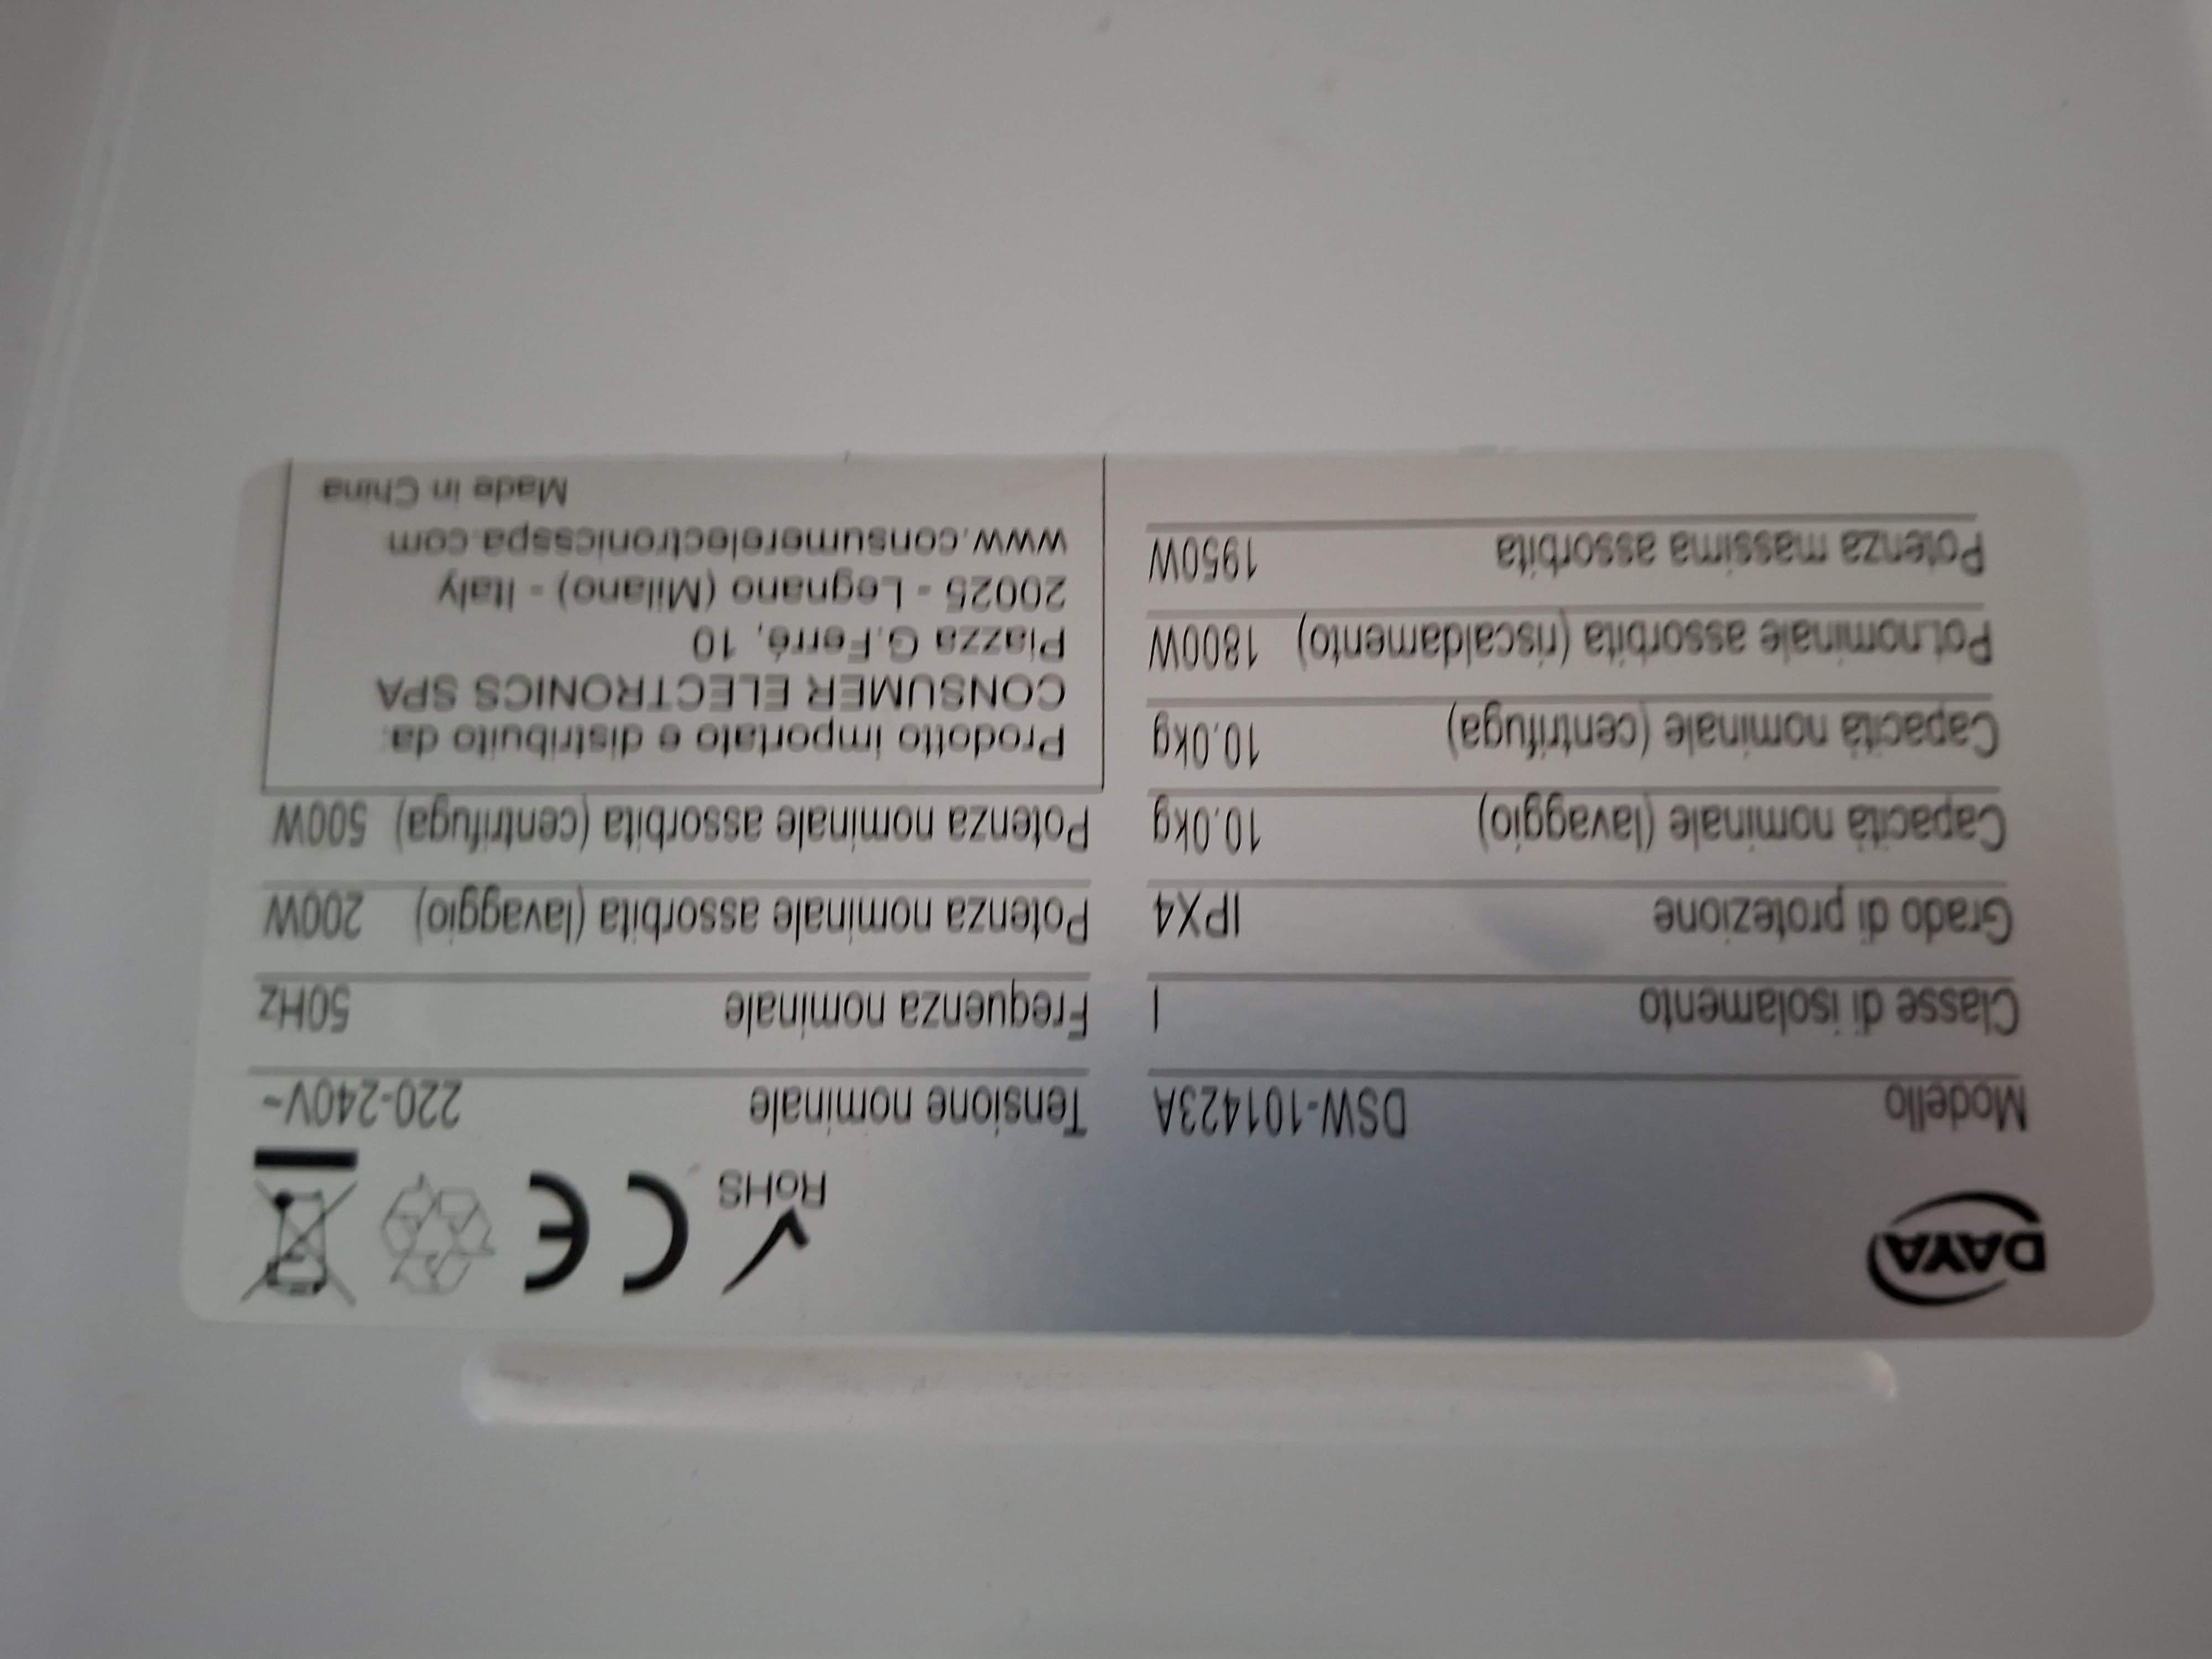 DAYA
RoHS
CE
Modello DSW-101423A
Classe di isolamento I
Grado di protezione IPX4
Capacità nominale (lavaggio) 10.0kg
Capacità nominale (centrifuga) 10.0kg
Pot.nominale assorbita (riscaldamento) 1800W
Potenza massima assorbita 1950W
Tensione nominale 220-240V~
Frequenza nominale 50Hz
Potenza nominale assorbita (lavaggio) 200W
Potenza nominale assorbita (centrifuga) 500W
Prodotto importato e distribuito da:
CONSUMER ELECTRONICS SPA
Piazza G.Ferré, 10
20025 - Legnano (Milano) - Italy
www.consumerelectronicsspa.com
Made in China